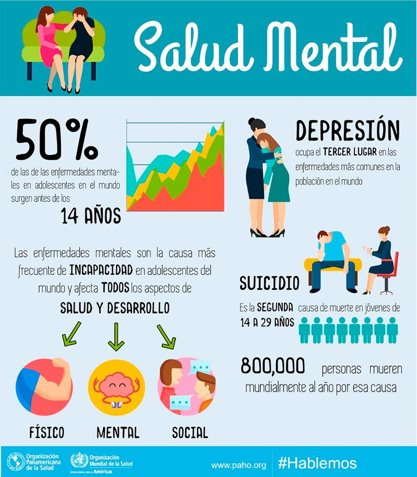 Salud Mental
50%
de las de las enfermedades menta-
les en adolescentes en el mundo
surgen antes de los
14 AÑOS
DEPRESIÓN
ocupa el TERCER LUGAR en las
enfermedades más comunes en la
población en el mundo
Las enfermedades mentales son la causa más
frecuente de INCAPACIDAD en adolescentes del
mundo y afecta TODOS los aspectos de
SALUD Y DESARROLLO
FÍSICO
MENTAL
SOCIAL
SUICIDIO
Es la SEGUNDA causa de muerte en jóvenes de
14 A 29 AÑOS
800,000 personas mueren
mundialmente al año por esa causa
Organización
Panamericana
de la Salud
Organización
Mundial de la Salud
Américas
www.paho.org
#Hablemos